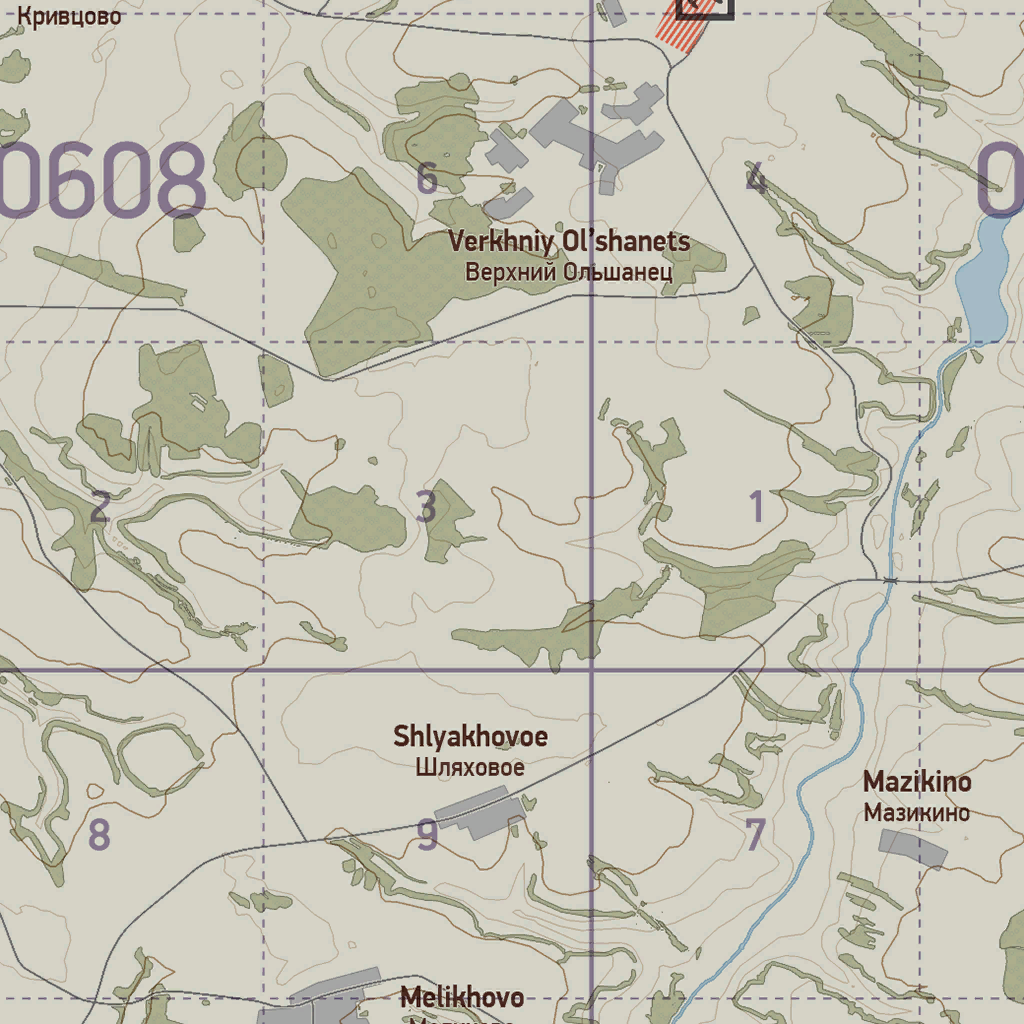 Кривцово
0608
6
4
0
Verkhniy Ol'shanets
Верхний Ольшанец
2
3
1
Shlyakhovoe
Шляховое
Mazikino
Мазикино
8
9
7
Melikhovo